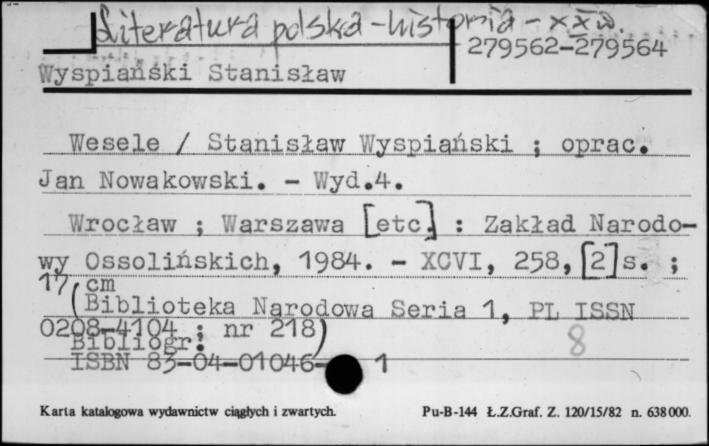 Literatura polska - historia - XX w.
279562-279564
Wyspiański Stanisław
Wesele / Stanisław Wyspiański ; oprac.
Jan Nowakowski. - Wyd.4.
Wrocław ; Warszawa [etc.] : Zakład Narodo-
wy Ossolińskich, 1984. - XCVI, 258, [2] s. ;
17 cm
(Biblioteka Narodowa Seria 1, PL ISSN
0208-4104 ; nr 218)
8
Bibliogr.
ISBN 83-04-01046- 1
Karta katalogowa wydawnictw ciągłych i zwartych. Pu-B-144 Ł.Z.Graf. Z. 120/15/82 n. 638000.